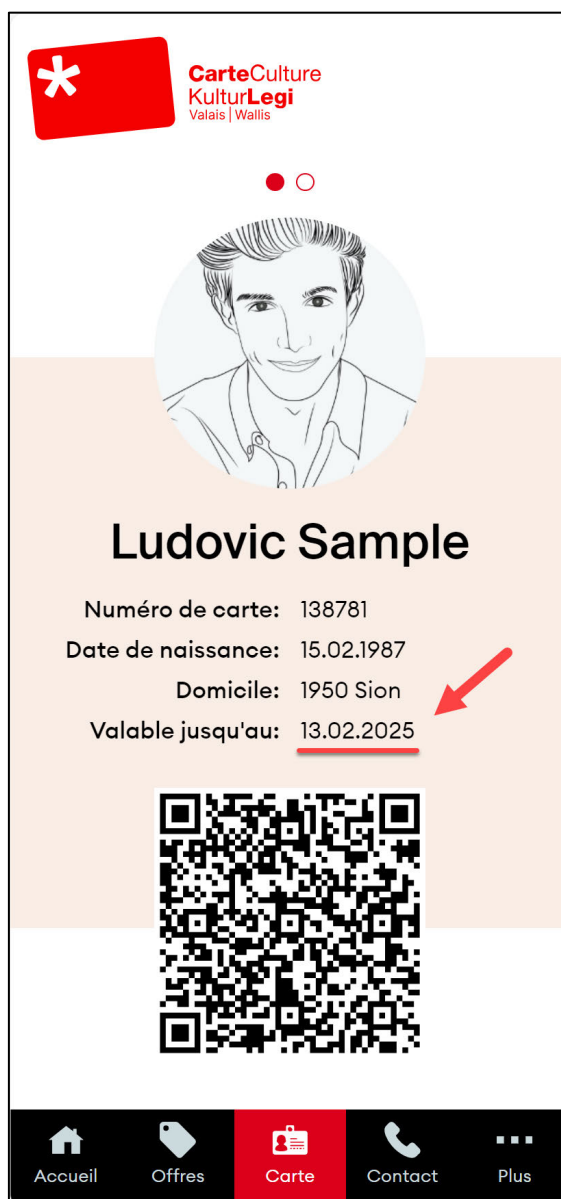 CarteCulture
KulturLegi
Valais | Wallis
Ludovic Sample
Numéro de carte: 138781
Date de naissance: 15.02.1987
Domicile: 1950 Sion
Valable jusqu'au: 13.02.2025
Accueil Offres Carte Contact Plus